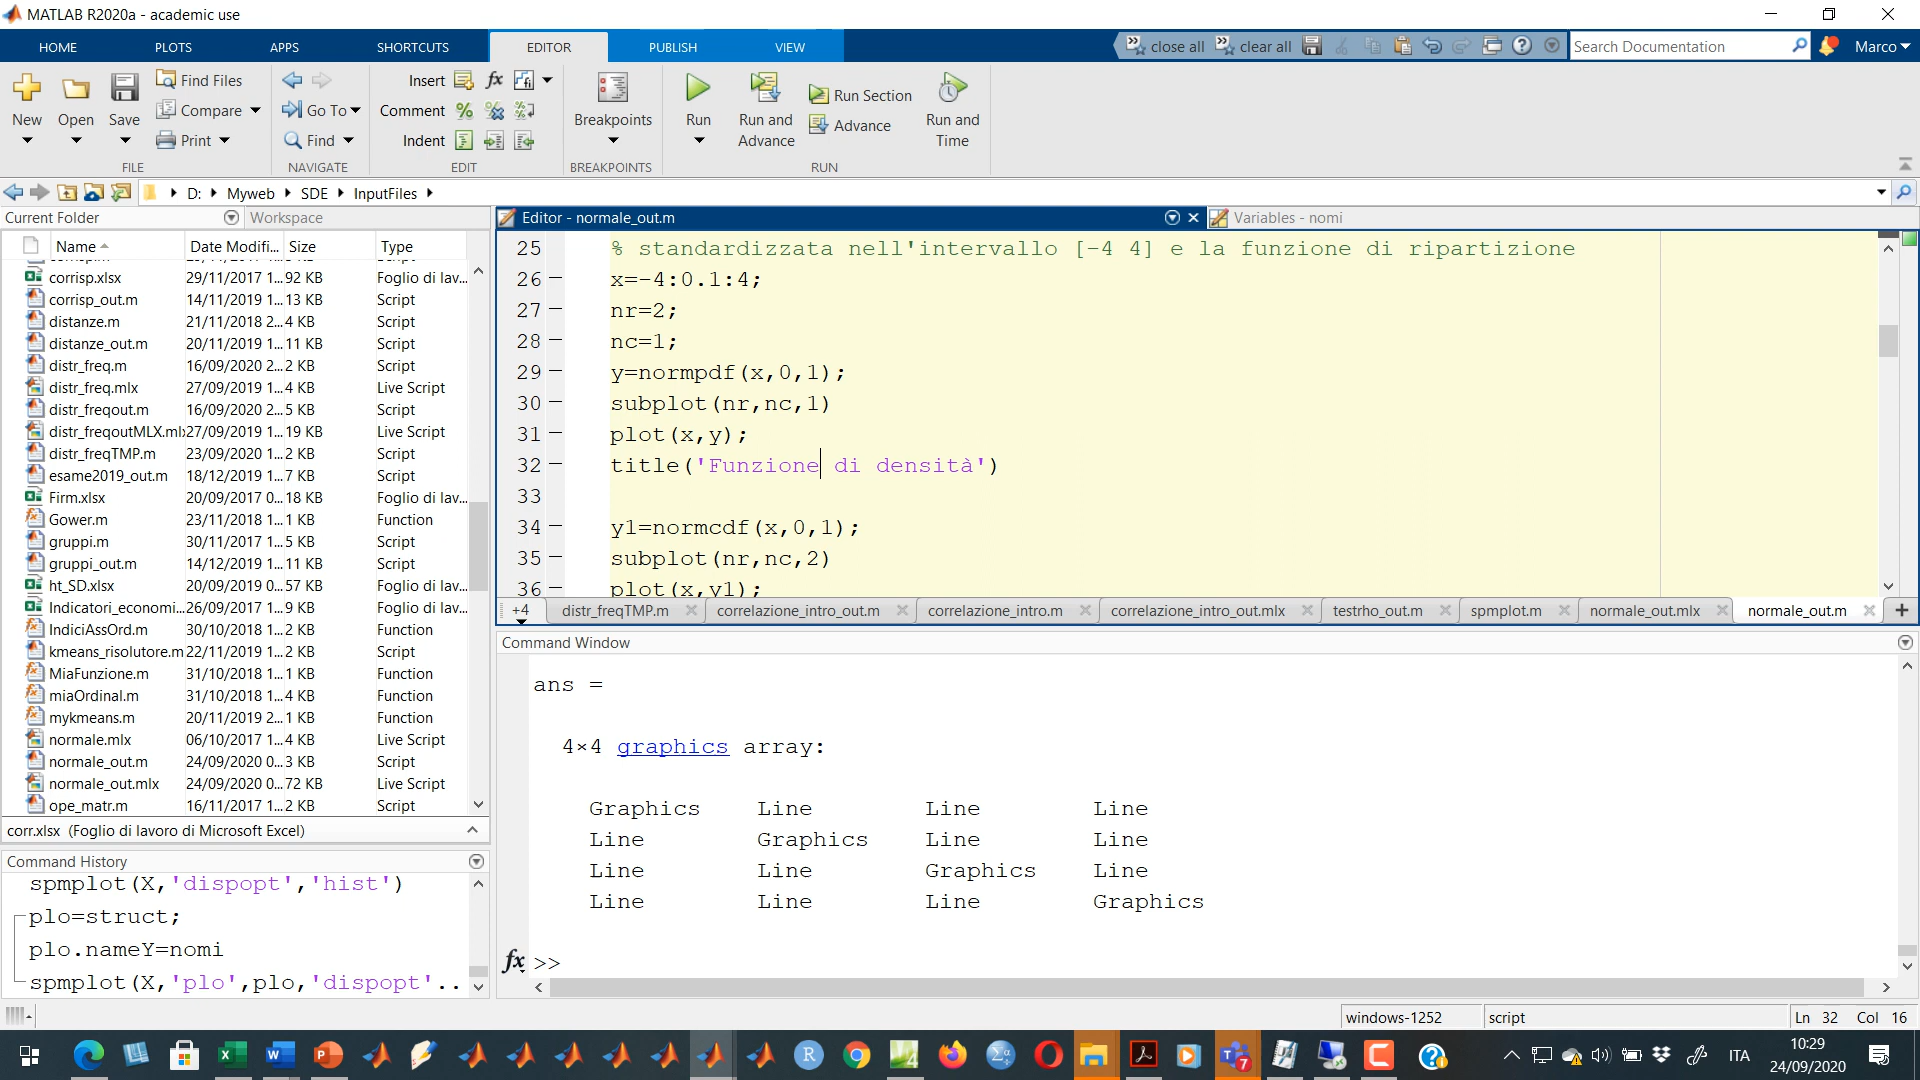 MATLAB R2020a - academic use
HOME PLOTS APPS SHORTCUTS EDITOR PUBLISH VIEW close all clear all Search Documentation Marco
New Open Save Find Files Compare Print Go To Find Insert Comment Indent Breakpoints Run Run and Advance Run Section Advance Run and Time
FILE NAVIGATE EDIT BREAKPOINTS RUN
D: Myweb SDE InputFiles
Current Folder Workspace
Name Date Modifi... Size Type
corrisp.xlsx 29/11/2017 1... 92 KB Foglio di lav...
corrisp_out.m 14/11/2019 1... 13 KB Script
distanze.m 21/11/2018 2... 4 KB Script
distanze_out.m 20/11/2019 1... 11 KB Script
distr_freq.m 16/09/2020 2... 2 KB Script
distr_freq.mlx 27/09/2019 1... 4 KB Live Script
distr_freqout.m 16/09/2020 2... 5 KB Script
distr_freqoutMLX.mlx 27/09/2019 1... 19 KB Live Script
distr_freqTMP.m 23/09/2020 1... 2 KB Script
esame2019_out.m 18/12/2019 1... 7 KB Script
Firm.xlsx 20/09/2017 0... 18 KB Foglio di lav...
Gower.m 23/11/2018 1... 1 KB Function
gruppi.m 30/11/2017 1... 5 KB Script
gruppi_out.m 14/12/2019 1... 11 KB Script
ht_SD.xlsx 20/09/2019 0... 57 KB Foglio di lav...
Indicatori_economi... 26/09/2017 1... 9 KB Foglio di lav...
IndiciAssOrd.m 30/10/2018 1... 2 KB Function
kmeans_risolutore.m 22/11/2019 1... 2 KB Script
MiaFunzione.m 31/10/2018 1... 1 KB Function
miaOrdinal.m 31/10/2018 1... 4 KB Function
mykmeans.m 20/11/2019 2... 1 KB Function
normale.mlx 06/10/2017 1... 4 KB Live Script
normale_out.m 24/09/2020 0... 3 KB Script
normale_out.mlx 24/09/2020 0... 72 KB Live Script
ope_matr.m 16/11/2017 1... 2 KB Script
corr.xlsx (Foglio di lavoro di Microsoft Excel)
Command History
spmplot(X,'dispopt','hist')
plo=struct;
plo.nameY=nomi
spmplot(X,'plo',plo,'dispopt'..
Editor - normale_out.m Variables - nomi
25 % standardizzata nell'intervallo [-4 4] e la funzione di ripartizione
26 – x=-4:0.1:4;
27 – nr=2;
28 – nc=1;
29 – y=normpdf(x,0,1);
30 – subplot(nr,nc,1)
31 – plot(x,y);
32 – title('Funzione di densità')
33
34 – y1=normcdf(x,0,1);
35 – subplot(nr,nc,2)
36 – plot(x,y1);
+4 distr_freqTMP.m correlazione_intro_out.m correlazione_intro.m correlazione_intro_out.mlx testrho_out.m spmplot.m normale_out.mlx normale_out.m
Command Window
ans =
4×4 graphics array:
Graphics Line Line Line
Line Graphics Line Line
Line Line Graphics Line
Line Line Line Graphics
fx >>
windows-1252 script Ln 32 Col 16
ITA 10:29
24/09/2020